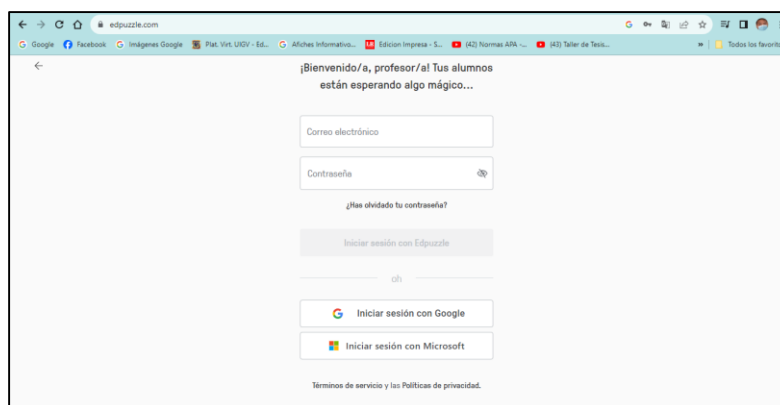 edpuzzle.com
Google Facebook Imágenes Google Plat. Virt. UIGV - Ed... Afiches Informativo... Edicion Impresa - S... (42) Normas APA -... (43) Taller de Tesis... » Todos los favorito
¡Bienvenido/a, profesor/a! Tus alumnos
están esperando algo mágico...
Correo electrónico
Contraseña
¿Has olvidado tu contraseña?
Iniciar sesión con Edpuzzle
oh
Iniciar sesión con Google
Iniciar sesión con Microsoft
Términos de servicio y las Políticas de privacidad.